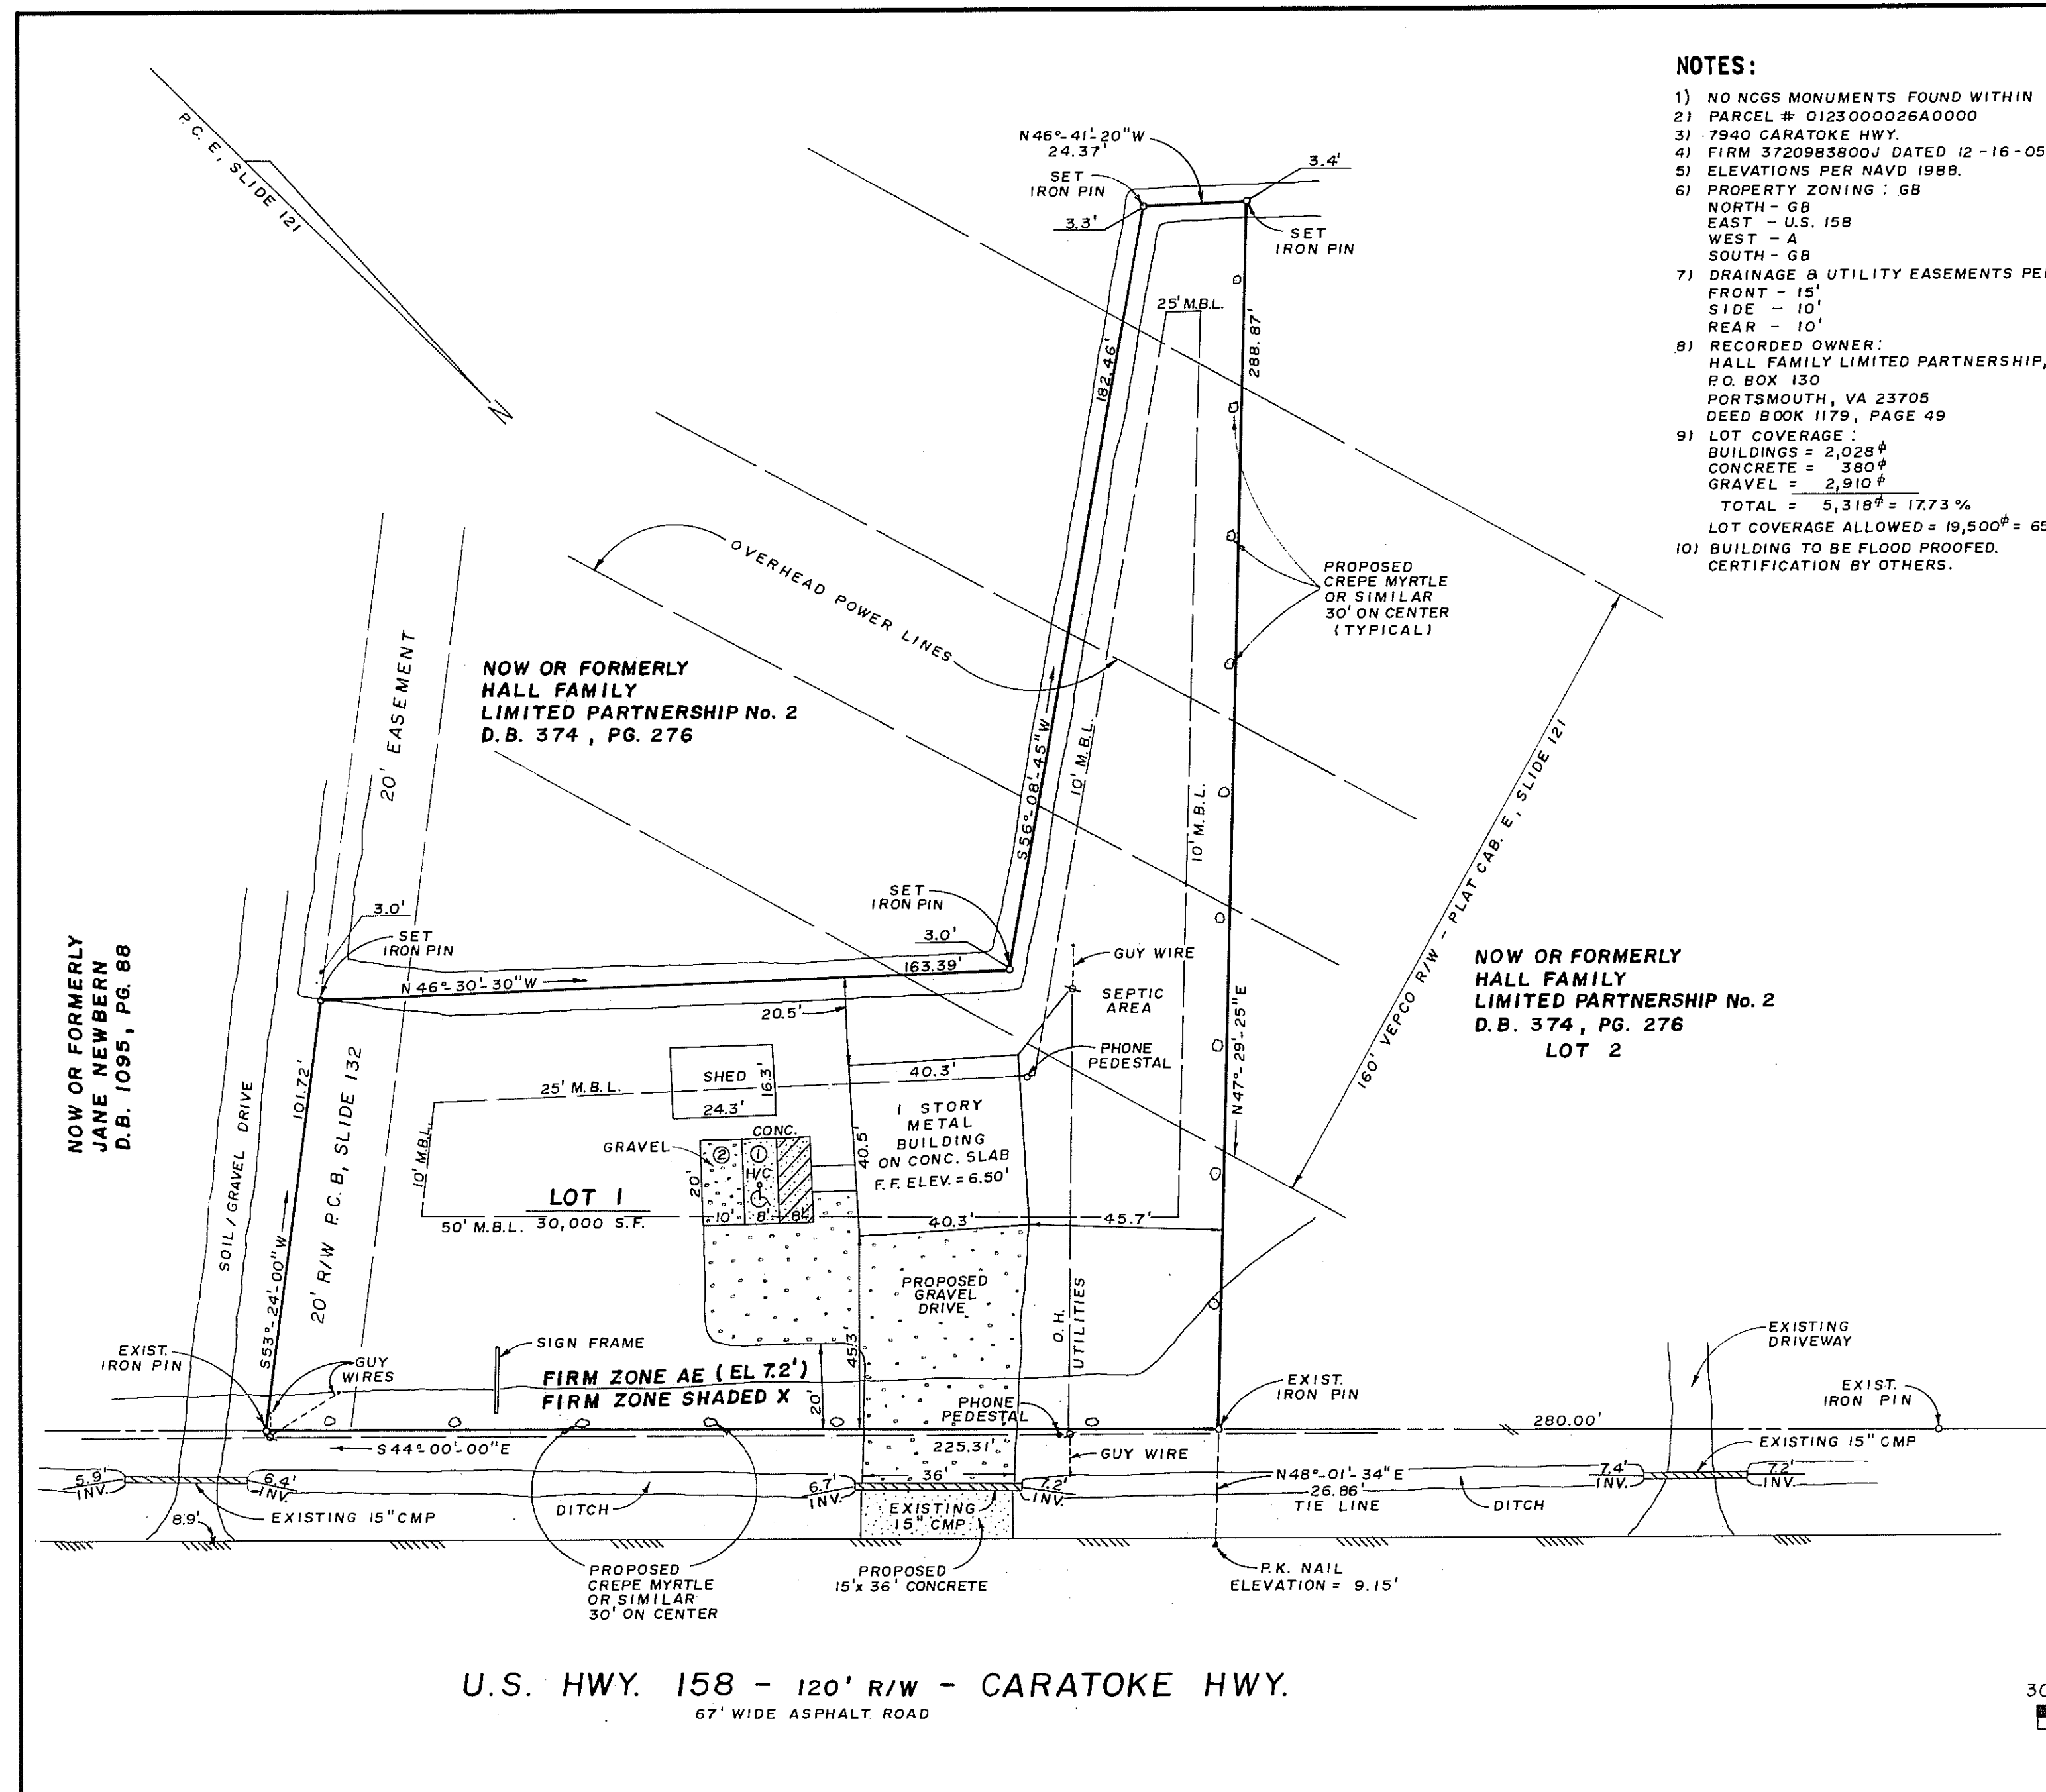 NOTES:
1) NO NCGS MONUMENTS FOUND WITHIN
2) PARCEL # 0123000026A0000
3) 7940 CARATOKE HWY.
4) FIRM 3720983800J DATED 12-16-05
5) ELEVATIONS PER NAVD 1988.
6) PROPERTY ZONING : GB
NORTH - GB
EAST - U.S. 158
WEST - A
SOUTH - GB
7) DRAINAGE & UTILITY EASEMENTS
FRONT - 15'
SIDE - 10'
REAR - 10'
8) RECORDED OWNER:
HALL FAMILY LIMITED PARTNERSHIP,
P.O. BOX 130
PORTSMOUTH, VA 23705
DEED BOOK 1179, PAGE 49
9) LOT COVERAGE :
BUILDINGS = 2,028⌀
CONCRETE = 380⌀
GRAVEL = 2,910⌀
TOTAL = 5,318⌀ = 17.73 %
LOT COVERAGE ALLOWED = 19,500⌀ = 65
10) BUILDING TO BE FLOOD PROOFED.
CERTIFICATION BY OTHERS.
P.C. E, SLIDE 121
N
N46°-41'-20"W
24.37'
SET
IRON PIN
3.4'
3.3'
SET
IRON PIN
25' M.B.L.
288.87'
182.46'
OVERHEAD POWER LINES
PROPOSED
CREPE MYRTLE
OR SIMILAR
30' ON CENTER
(TYPICAL)
20' EASEMENT
NOW OR FORMERLY
HALL FAMILY
LIMITED PARTNERSHIP No. 2
D.B. 374 , PG. 276
S56°-08'-45"W
10' M.B.L.
10' M.B.L.
160' VEPCO R/W - PLAT CAB. E, SLIDE 121
NOW OR FORMERLY
JANE NEWBERN
D.B. 1095, PG. 88
3.0'
SET
IRON PIN
SET
IRON PIN
3.0'
N46°-30'-30"W
163.39'
GUY WIRE
SEPTIC
AREA
20.5'
NOW OR FORMERLY
HALL FAMILY
LIMITED PARTNERSHIP No. 2
D.B. 374 , PG. 276
LOT 2
PHONE
PEDESTAL
N47°-29'-25"E
SOIL / GRAVEL DRIVE
101.72'
20' R/W P.C. B, SLIDE 132
S53°-24'-00"W
25' M.B.L.
SHED
16.3'
24.3'
40.3'
1 STORY
METAL
BUILDING
ON CONC. SLAB
F.F. ELEV. = 6.50'
40.5'
10' M.B.L.
CONC.
GRAVEL
2
1
H/C
20'
10'
8'
8'
LOT 1
50' M.B.L. 30,000 S.F.
40.3'
45.7'
PROPOSED
GRAVEL
DRIVE
O.H.
UTILITIES
45.3'
20'
SIGN FRAME
EXIST.
IRON PIN
GUY
WIRES
FIRM ZONE AE ( EL 7.2' )
FIRM ZONE SHADED X
PHONE
PEDESTAL
EXIST.
IRON PIN
EXISTING
DRIVEWAY
EXIST.
IRON PIN
280.00'
S44°00'-00"E
225.31'
GUY WIRE
EXISTING 15" CMP
36'
N48°-01'-34"E
26.86'
TIE LINE
5.9'
INV.
6.4'
INV.
6.7'
INV.
7.2'
INV.
7.4'
INV.
7.2'
INV.
8.9'
EXISTING 15" CMP
DITCH
EXISTING
15" CMP
DITCH
PROPOSED
CREPE MYRTLE
OR SIMILAR
30' ON CENTER
PROPOSED
15' x 36' CONCRETE
P.K. NAIL
ELEVATION = 9.15'
U.S. HWY. 158 - 120' R/W - CARATOKE HWY.
67' WIDE ASPHALT ROAD
30